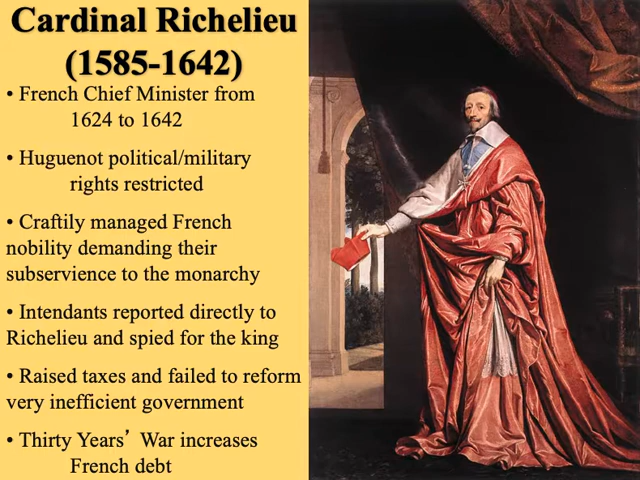 Cardinal Richelieu
(1585-1642)
• French Chief Minister from
1624 to 1642
• Huguenot political/military
rights restricted
• Craftily managed French
nobility demanding their
subservience to the monarchy
• Intendants reported directly to
Richelieu and spied for the king
• Raised taxes and failed to reform
very inefficient government
• Thirty Years’ War increases
French debt